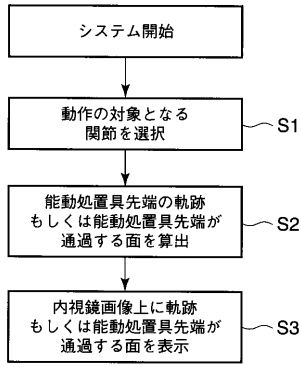 システム開始
動作の対象となる
関節を選択
S1
能動処置具先端の軌跡
もしくは能動処置具先端が
通過する面を算出
S2
内視鏡画像上に軌跡
もしくは能動処置具先端が
通過する面を表示
S3